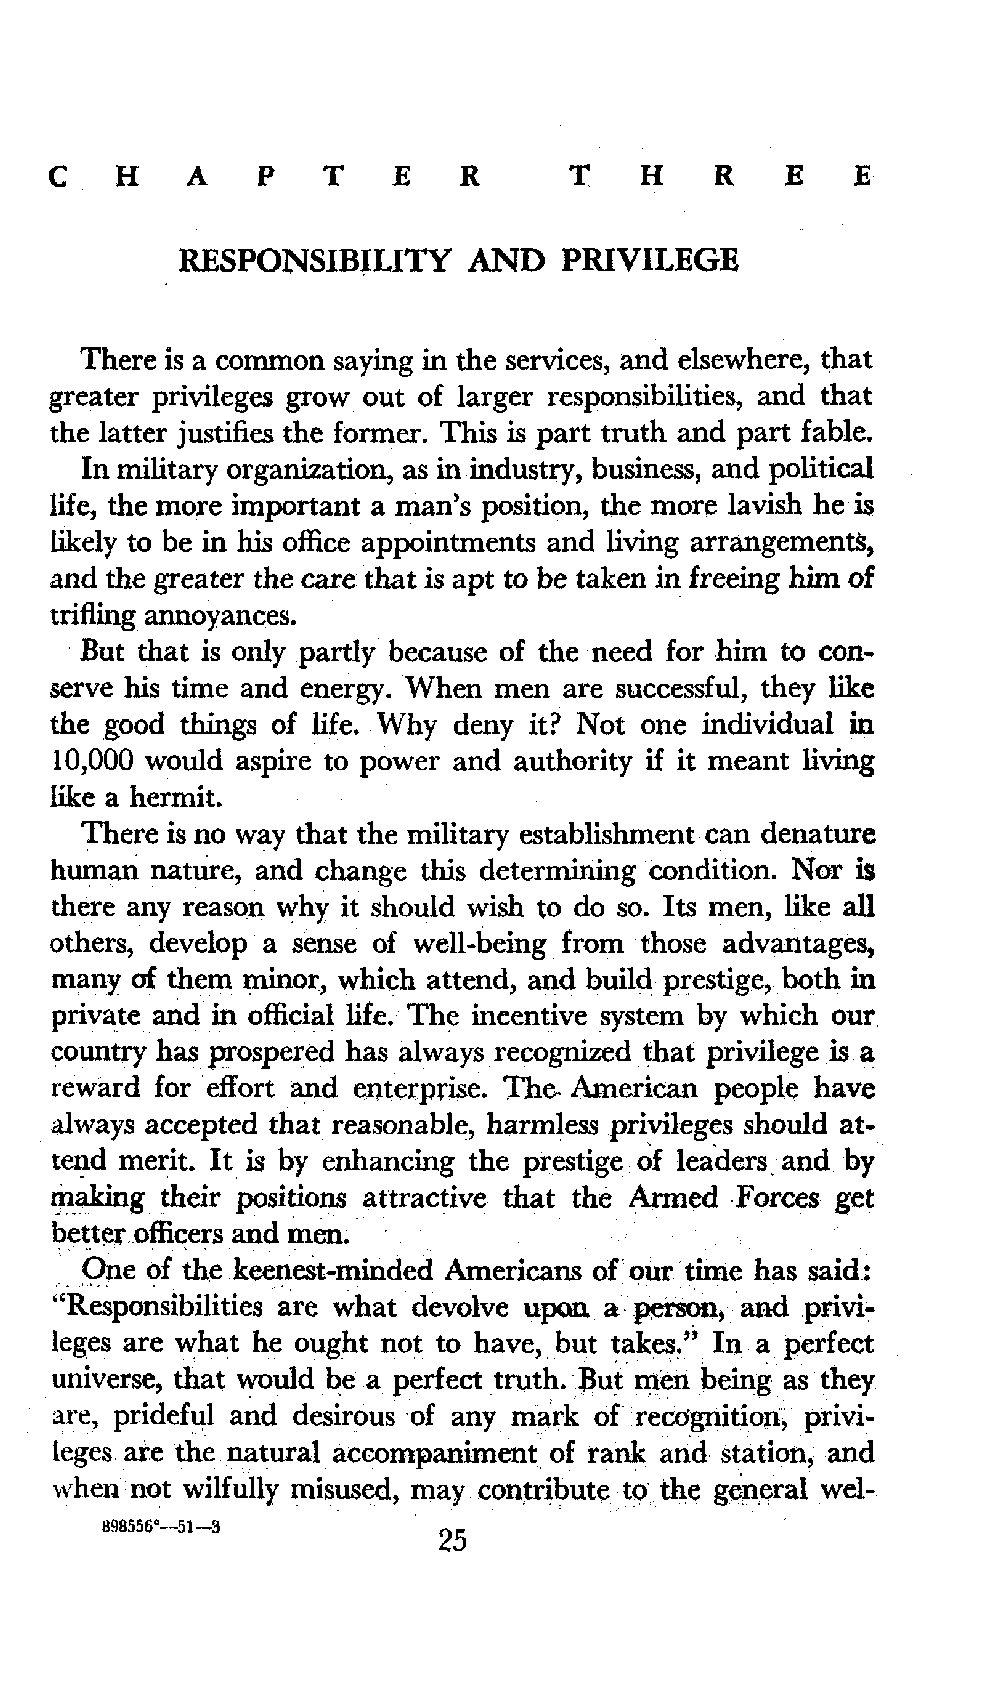 CHAPTER THREE
RESPONSIBILITY AND PRIVILEGE
There is a common saying in the services, and elsewhere, that
greater privileges grow out of larger responsibilities, and that
the latter justifies the former. This is part truth and part fable.
In military organization, as in industry, business, and political
life, the more important a man's position, the more lavish he is
likely to be in his office appointments and living arrangements,
and the greater the care that is apt to be taken in freeing him of
trifling annoyances.
But that is only partly because of the need for him to con-
serve his time and energy. When men are successful, they like
the good things of life. Why deny it? Not one individual in
10,000 would aspire to power and authority if it meant living
like a hermit.
There is no way that the military establishment can denature
human nature, and change this determining condition. Nor is
there any reason why it should wish to do so. Its men, like all
others, develop a sense of well-being from those advantages,
many of them minor, which attend, and build prestige, both in
private and in official life. The incentive system by which our
country has prospered has always recognized that privilege is a
reward for effort and enterprise. The American people have
always accepted that reasonable, harmless privileges should at-
tend merit. It is by enhancing the prestige of leaders and by
making their positions attractive that the Armed Forces get
better officers and men.
One of the keenest-minded Americans of our time has said:
"Responsibilities are what devolve upon a person, and privi-
leges are what he ought not to have, but takes." In a perfect
universe, that would be a perfect truth. But men being as they
are, prideful and desirous of any mark of recognition, privi-
leges are the natural accompaniment of rank and station, and
when not wilfully misused, may contribute to the general wel-
898556°—51—3
25